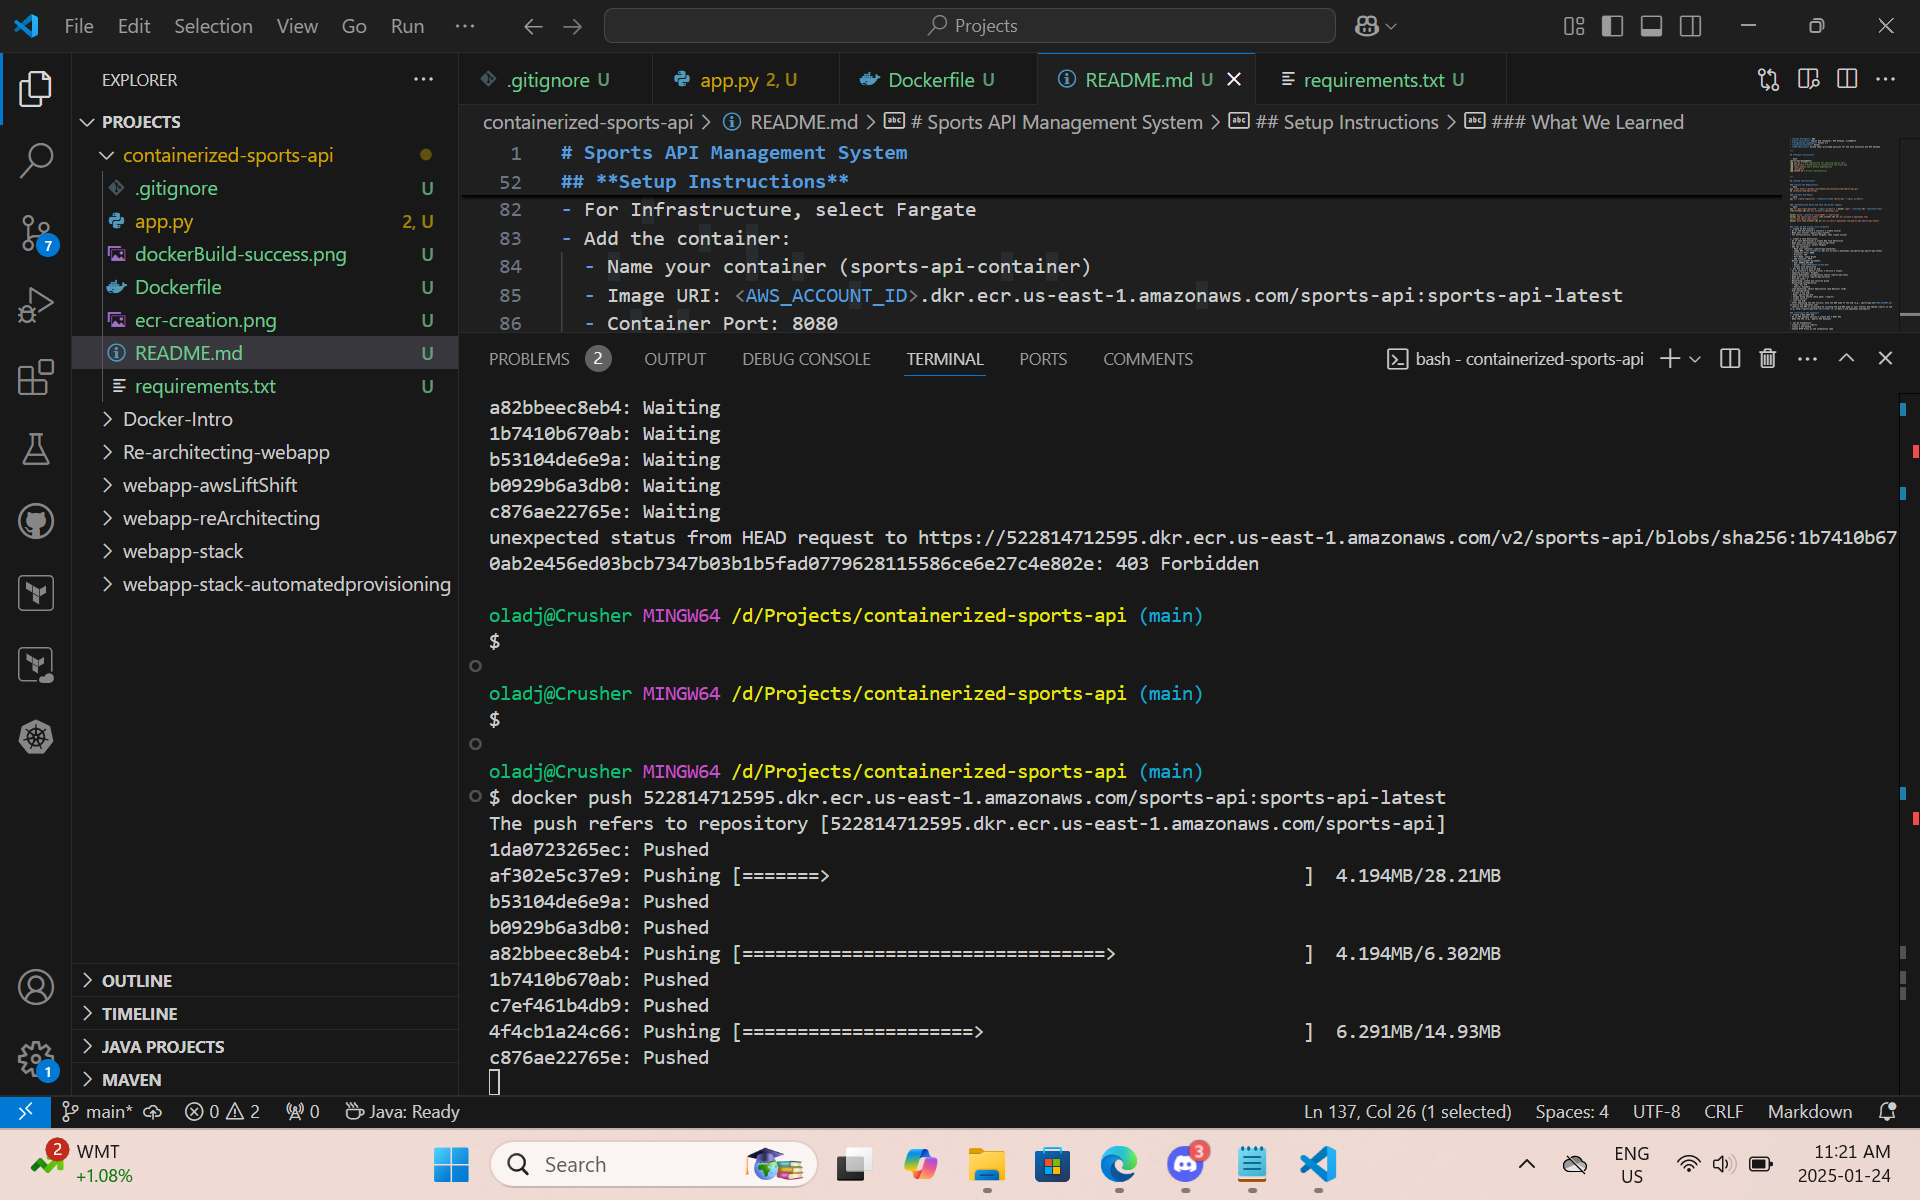 File Edit Selection View Go Run ··· Projects
EXPLORER ···
PROJECTS
containerized-sports-api
.gitignore U
app.py 2, U
dockerBuild-success.png U
Dockerfile U
ecr-creation.png U
README.md U
requirements.txt U
Docker-Intro
Re-architecting-webapp
webapp-awsLiftShift
webapp-reArchitecting
webapp-stack
webapp-stack-automatedprovisioning
OUTLINE
TIMELINE
JAVA PROJECTS
MAVEN
7
1
.gitignore U app.py 2, U Dockerfile U README.md U requirements.txt U
containerized-sports-api > README.md > # Sports API Management System > ## Setup Instructions > ### What We Learned
1 # Sports API Management System
52 ## **Setup Instructions**
82 - For Infrastructure, select Fargate
83 - Add the container:
84 - Name your container (sports-api-container)
85 - Image URI: <AWS_ACCOUNT_ID>.dkr.ecr.us-east-1.amazonaws.com/sports-api:sports-api-latest
86 - Container Port: 8080
PROBLEMS 2 OUTPUT DEBUG CONSOLE TERMINAL PORTS COMMENTS bash - containerized-sports-api
a82bbeec8eb4: Waiting
1b7410b670ab: Waiting
b53104de6e9a: Waiting
b0929b6a3db0: Waiting
c876ae22765e: Waiting
unexpected status from HEAD request to https://522814712595.dkr.ecr.us-east-1.amazonaws.com/v2/sports-api/blobs/sha256:1b7410b67
0ab2e456ed03bcb7347b03b1b5fad0779628115586ce6e27c4e802e: 403 Forbidden
oladj@Crusher MINGW64 /d/Projects/containerized-sports-api (main)
$
oladj@Crusher MINGW64 /d/Projects/containerized-sports-api (main)
$
oladj@Crusher MINGW64 /d/Projects/containerized-sports-api (main)
$ docker push 522814712595.dkr.ecr.us-east-1.amazonaws.com/sports-api:sports-api-latest
The push refers to repository [522814712595.dkr.ecr.us-east-1.amazonaws.com/sports-api]
1da0723265ec: Pushed
af302e5c37e9: Pushing [=======> ] 4.194MB/28.21MB
b53104de6e9a: Pushed
b0929b6a3db0: Pushed
a82bbeec8eb4: Pushing [=================================> ] 4.194MB/6.302MB
1b7410b670ab: Pushed
c7ef461b4db9: Pushed
4f4cb1a24c66: Pushing [=====================> ] 6.291MB/14.93MB
c876ae22765e: Pushed
main* 0 2 0 Java: Ready Ln 137, Col 26 (1 selected) Spaces: 4 UTF-8 CRLF Markdown
2 WMT
+1.08%
Search
3
ENG
US
11:21 AM
2025-01-24